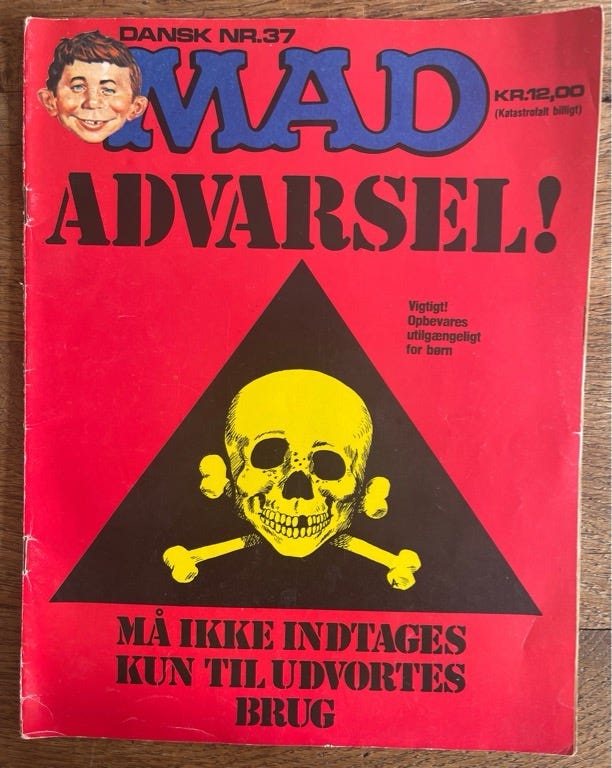 DANSK NR.37
MAD
KR.12,00
(Katastrofalt billigt)
ADVARSEL!
Vigtigt!
Opbevares
utilgængeligt
for børn
MÅ IKKE INDTAGES
KUN TIL UDVORTES
BRUG